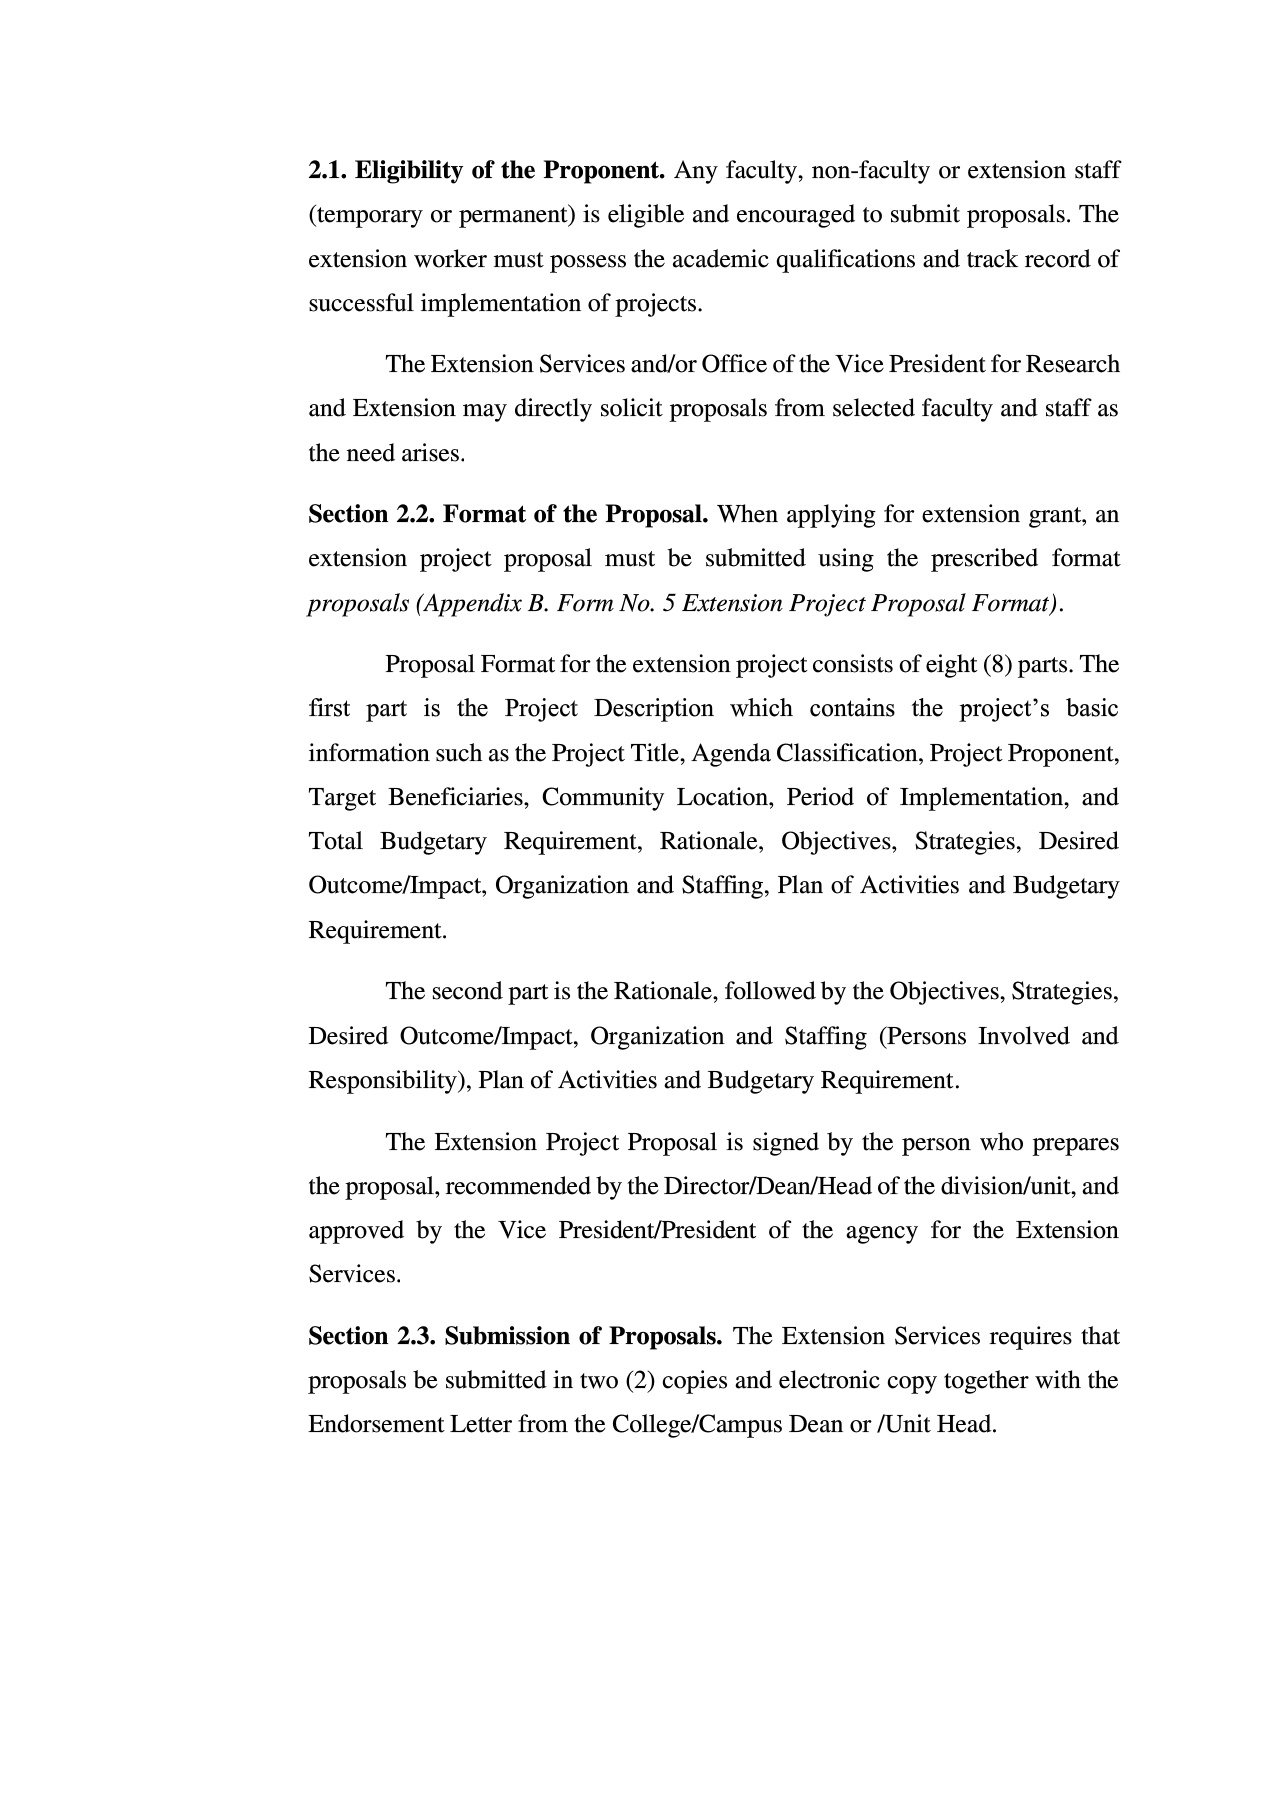 2.1. Eligibility of the Proponent. Any faculty, non-faculty or extension staff
(temporary or permanent) is eligible and encouraged to submit proposals. The
extension worker must possess the academic qualifications and track record of
successful implementation of projects.
The Extension Services and/or Office of the Vice President for Research
and Extension may directly solicit proposals from selected faculty and staff as
the need arises.
Section 2.2. Format of the Proposal. When applying for extension grant, an
extension project proposal must be submitted using the prescribed format
proposals (Appendix B. Form No. 5 Extension Project Proposal Format).
Proposal Format for the extension project consists of eight (8) parts. The
first part is the Project Description which contains the project’s basic
information such as the Project Title, Agenda Classification, Project Proponent,
Target Beneficiaries, Community Location, Period of Implementation, and
Total Budgetary Requirement, Rationale, Objectives, Strategies, Desired
Outcome/Impact, Organization and Staffing, Plan of Activities and Budgetary
Requirement.
The second part is the Rationale, followed by the Objectives, Strategies,
Desired Outcome/Impact, Organization and Staffing (Persons Involved and
Responsibility), Plan of Activities and Budgetary Requirement.
The Extension Project Proposal is signed by the person who prepares
the proposal, recommended by the Director/Dean/Head of the division/unit, and
approved by the Vice President/President of the agency for the Extension
Services.
Section 2.3. Submission of Proposals. The Extension Services requires that
proposals be submitted in two (2) copies and electronic copy together with the
Endorsement Letter from the College/Campus Dean or /Unit Head.